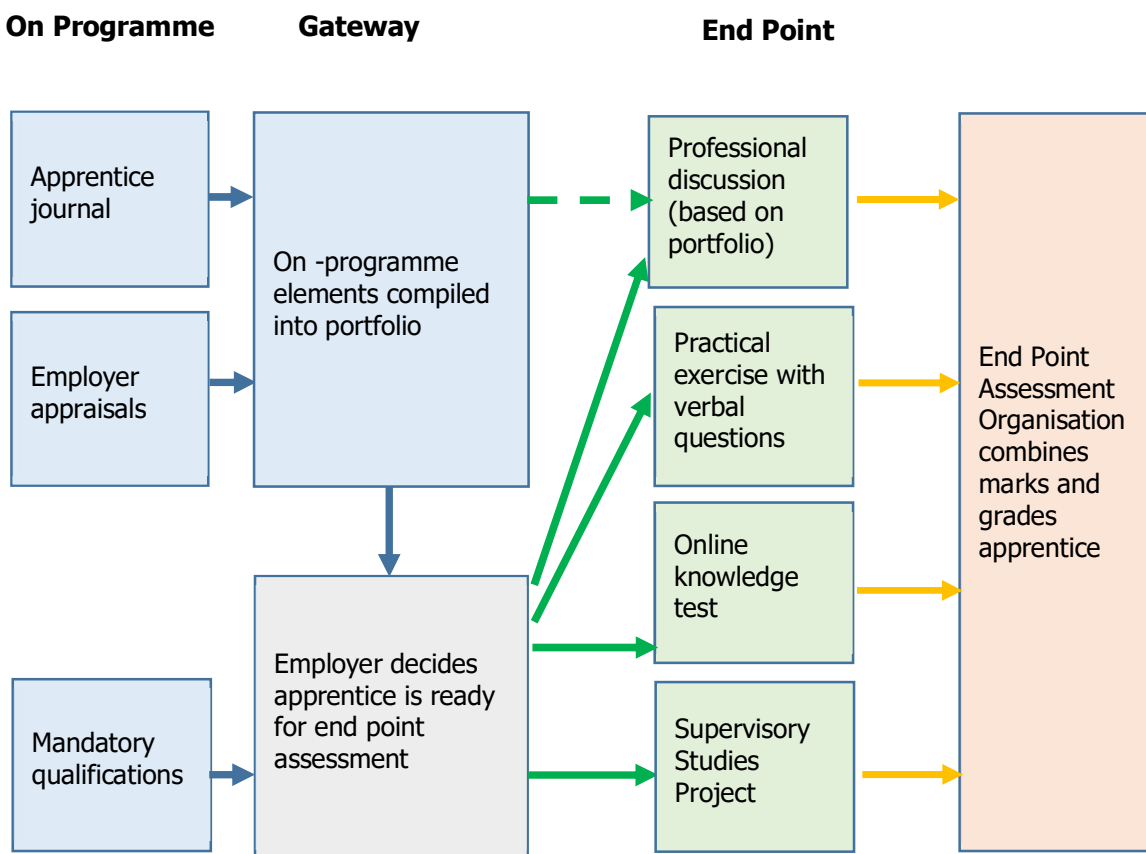 On Programme
Gateway
End Point
Apprentice
journal
Employer
appraisals
Mandatory
qualifications
On -programme
elements compiled
into portfolio
Employer decides
apprentice is ready
for end point
assessment
Professional
discussion
(based on
portfolio)
Practical
exercise with
verbal
questions
Online
knowledge
test
Supervisory
Studies
Project
End Point
Assessment
Organisation
combines
marks and
grades
apprentice